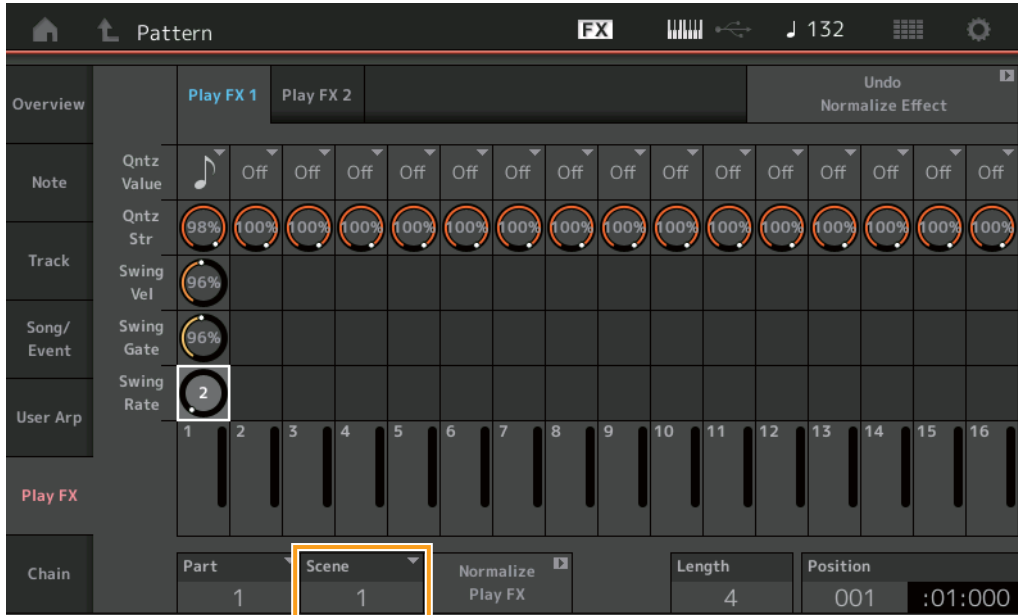 Pattern FX 132
Overview
Note
Track
Song/
Event
User Arp
Play FX
Chain
Play FX 1 Play FX 2
Undo
Normalize Effect
Qntz
Value
Off Off Off Off Off Off Off Off Off Off Off Off Off Off Off
Qntz
Str
98% 100% 100% 100% 100% 100% 100% 100% 100% 100% 100% 100% 100% 100% 100% 100%
Swing
Vel
96%
Swing
Gate
96%
Swing
Rate
2
1 2 3 4 5 6 7 8 9 10 11 12 13 14 15 16
Part
1
Scene
1
Normalize
Play FX
Length
4
Position
001 :01:000